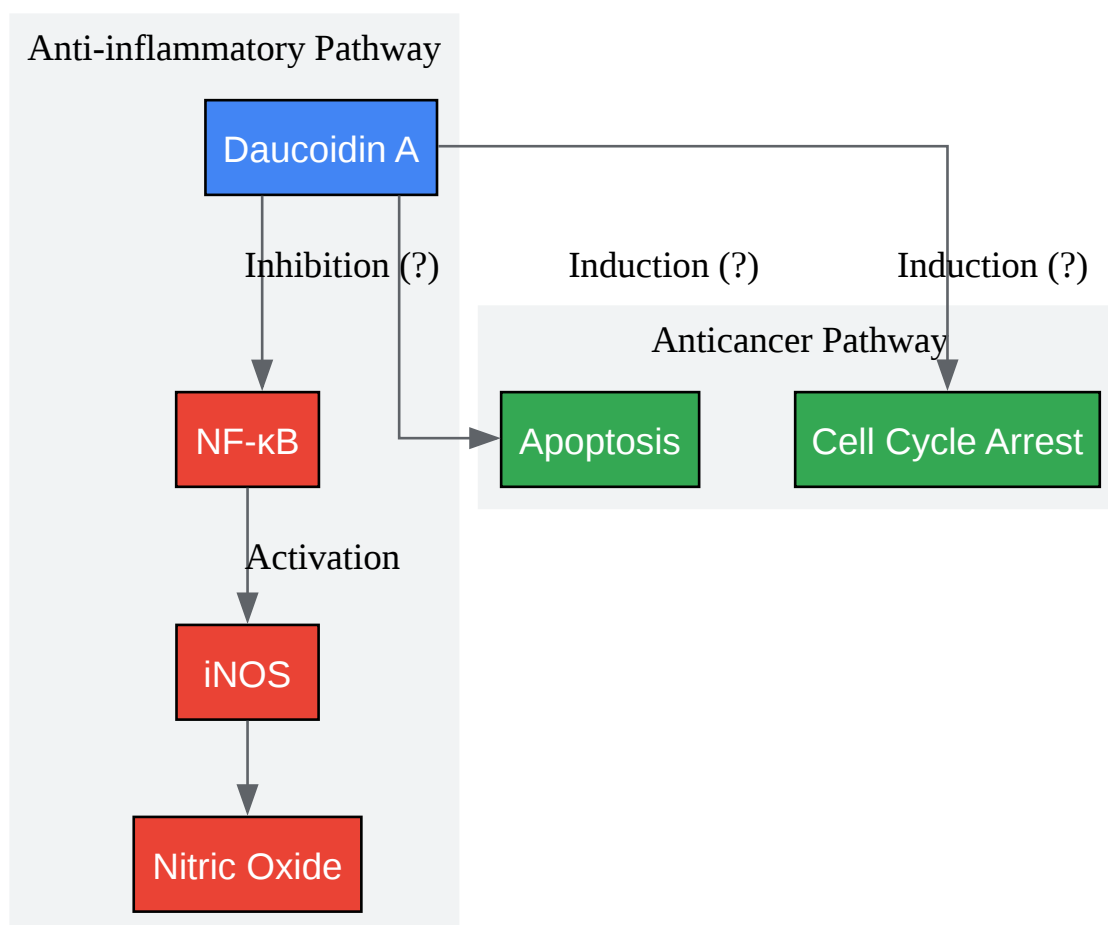 Anti-inflammatory Pathway
Daucoidin A
Inhibition (?)
Induction (?)
Induction (?)
Anticancer Pathway
NF-κB
Apoptosis
Cell Cycle Arrest
Activation
iNOS
Nitric Oxide